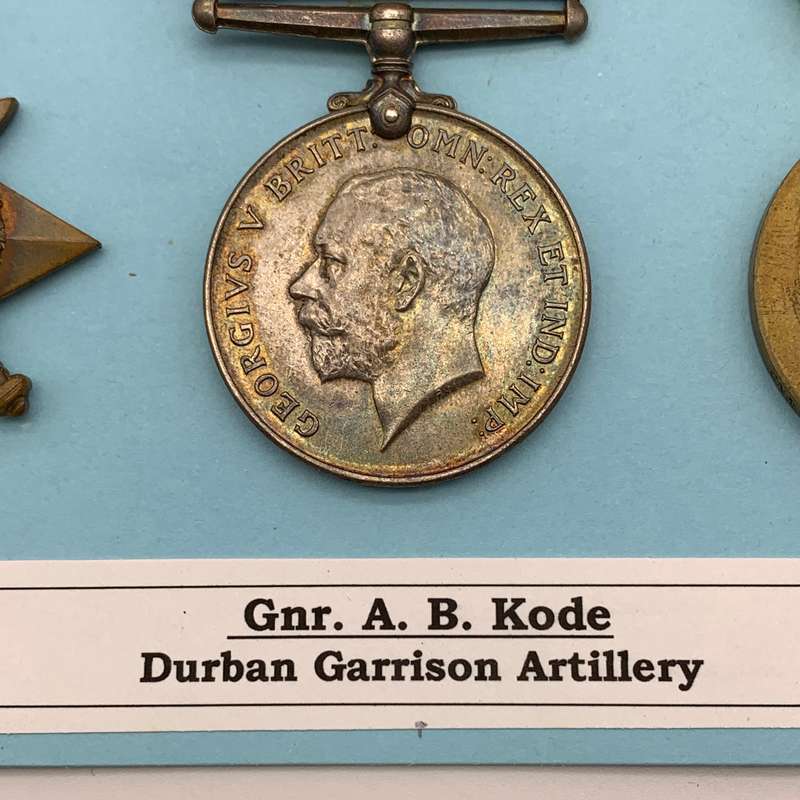 GEORGIVS V BRITT: OMN: REX ET IND: IMP:
Gnr. A. B. Kode
Durban Garrison Artillery